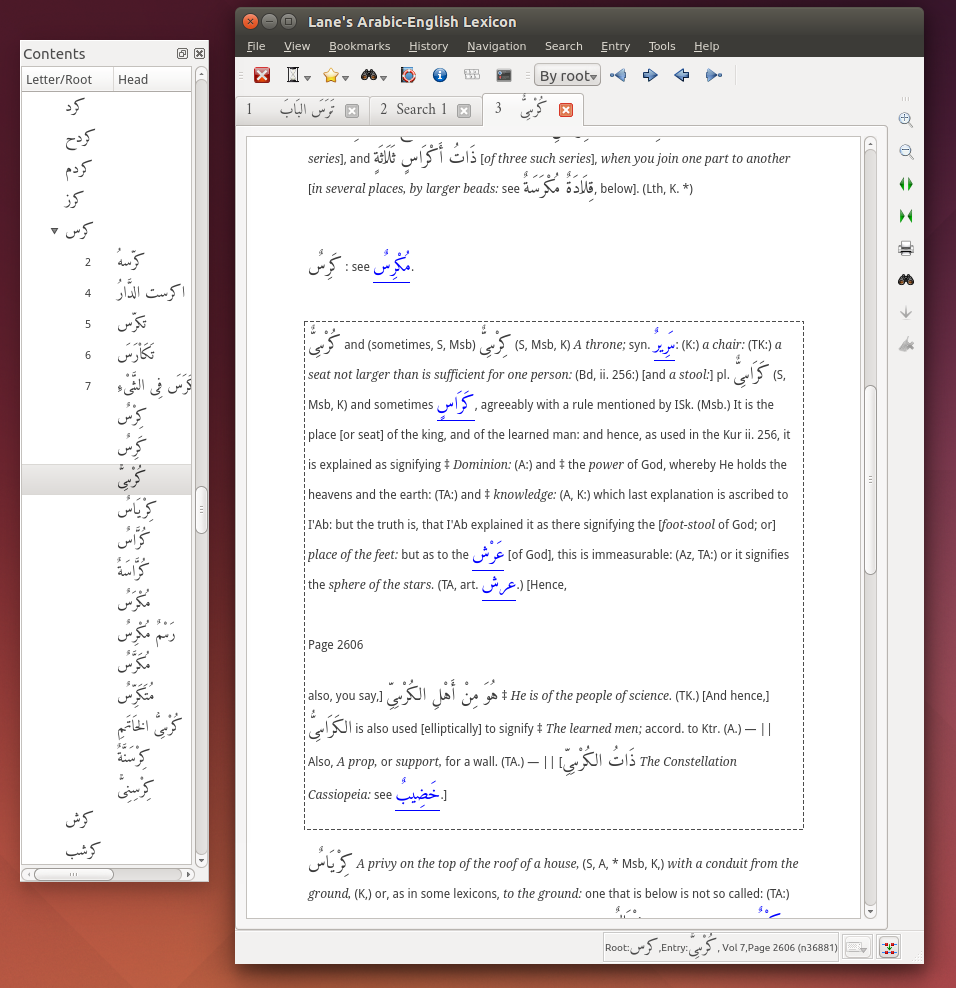 Contents
Letter/Root Head
كرد
كردح
كردم
كرز
كرس
2 كرّسهُ
4 اكرست الدَّارُ
5 تكرّس
6 تَكَاْرَسَ
7 كَرَسَ فِى الشَّىْءِ
كِرْسٌ
كَرِسٌ
كُرْسِىٌّ
كِرْيَاسٌ
كُرَّاسٌ
كُرَّاسَةٌ
مُكْرَسٌ
رَسْمٌ مُكْرِسٌ
مُكَرَّسٌ
مُتَكَرِّسٌ
كُرْسِىُّ الخَاتَمِ
كِرْسَنَّةٌ
كِرْسِنِىٌّ
كرش
كرشب
Lane's Arabic-English Lexicon
File View Bookmarks History Navigation Search Entry Tools Help
By root
1 تَرَسَ البَابَ
2 Search 1
3 كُرْسِىٌّ
series], and ذَاتُ أَكْرَاسٍ ثَلَاثَةٍ [of three such series], when you join one part to another
[in several places, by larger beads: see قِلَادَةٌ مُكْرَسَةٌ, below]. (Lth, K. *)
كَرِسٌ : see مُكْرِسٌ.
كُرْسِىٌّ and (sometimes, S, Msb) كِرْسِىٌّ (S, Msb, K) A throne; syn. سَرِيرٌ: (K:) a chair: (TK:) a
seat not larger than is sufficient for one person: (Bd, ii. 256:) [and a stool:] pl. كَرَاسِىُّ (S,
Msb, K) and sometimes كَرَاسٍ, agreeably with a rule mentioned by ISk. (Msb.) It is the
place [or seat] of the king, and of the learned man: and hence, as used in the Kur ii. 256, it
is explained as signifying ‡ Dominion: (A:) and ‡ the power of God, whereby He holds the
heavens and the earth: (TA:) and ‡ knowledge: (A, K:) which last explanation is ascribed to
I'Ab: but the truth is, that I'Ab explained it as there signifying the [foot-stool of God; or]
place of the feet: but as to the عَرْش [of God], this is immeasurable: (Az, TA:) or it signifies
the sphere of the stars. (TA, art. عرش.) [Hence,
Page 2606
also, you say,] هُوَ مِنْ أَهْلِ الكُرْسِىِّ ‡ He is of the people of science. (TK.) [And hence,]
الكَرَاسِىُّ is also used [elliptically] to signify ‡ The learned men; accord. to Ktr. (A.) — ||
Also, A prop, or support, for a wall. (TA.) — || [ذَاتُ الكُرْسِىِّ The Constellation
Cassiopeia: see خَضِيبٌ.]
كِرْيَاسٌ A privy on the top of the roof of a house, (S, A, * Msb, K,) with a conduit from the
ground, (K,) or, as in some lexicons, to the ground: one that is below is not so called: (TA:)
Root:كرس,Entry:كُرْسِىٌّ, Vol 7,Page 2606 (n36881)